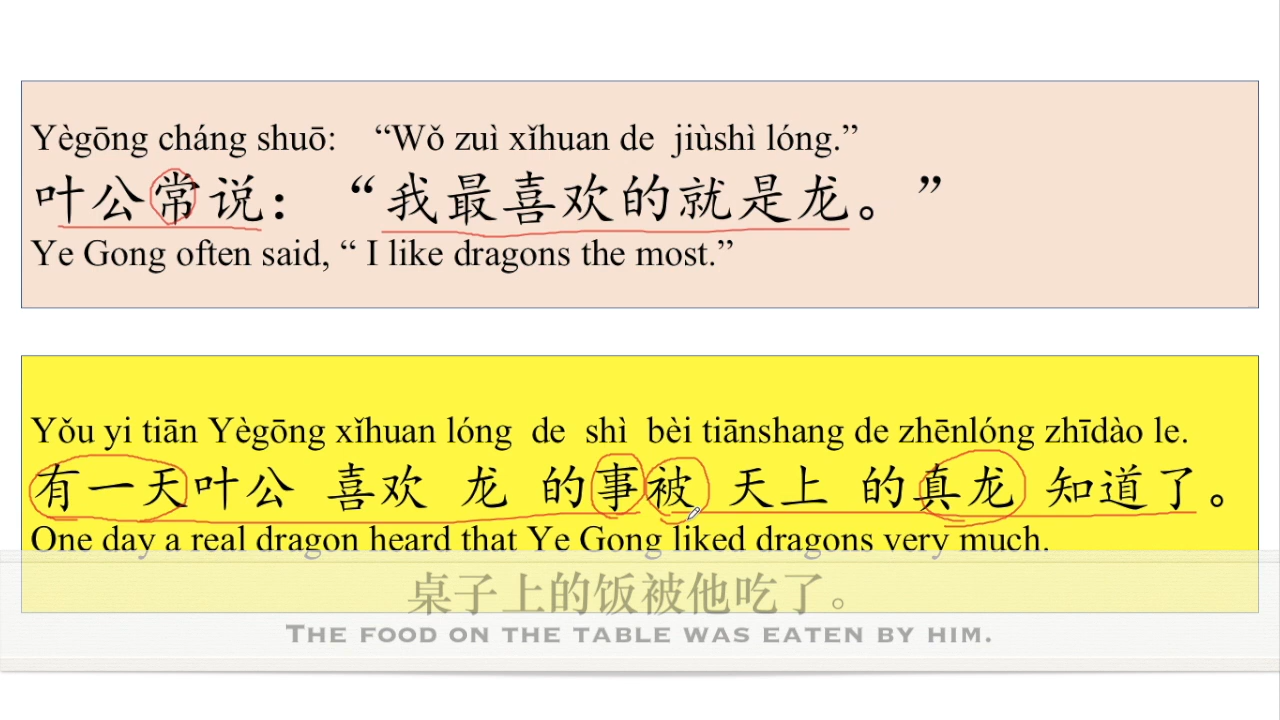 Yègōng cháng shuō: “Wǒ zuì xǐhuan de jiùshì lóng.”
叶公常说：“我最喜欢的就是龙。”
Ye Gong often said, “ I like dragons the most.”
Yǒu yi tiān Yègōng xǐhuan lóng de shì bèi tiānshang de zhēnlóng zhīdào le.
有一天叶公 喜欢 龙 的事被 天上 的真龙 知道了。
One day a real dragon heard that Ye Gong liked dragons very much.
桌子上的饭被他吃了。
THE FOOD ON THE TABLE WAS EATEN BY HIM.